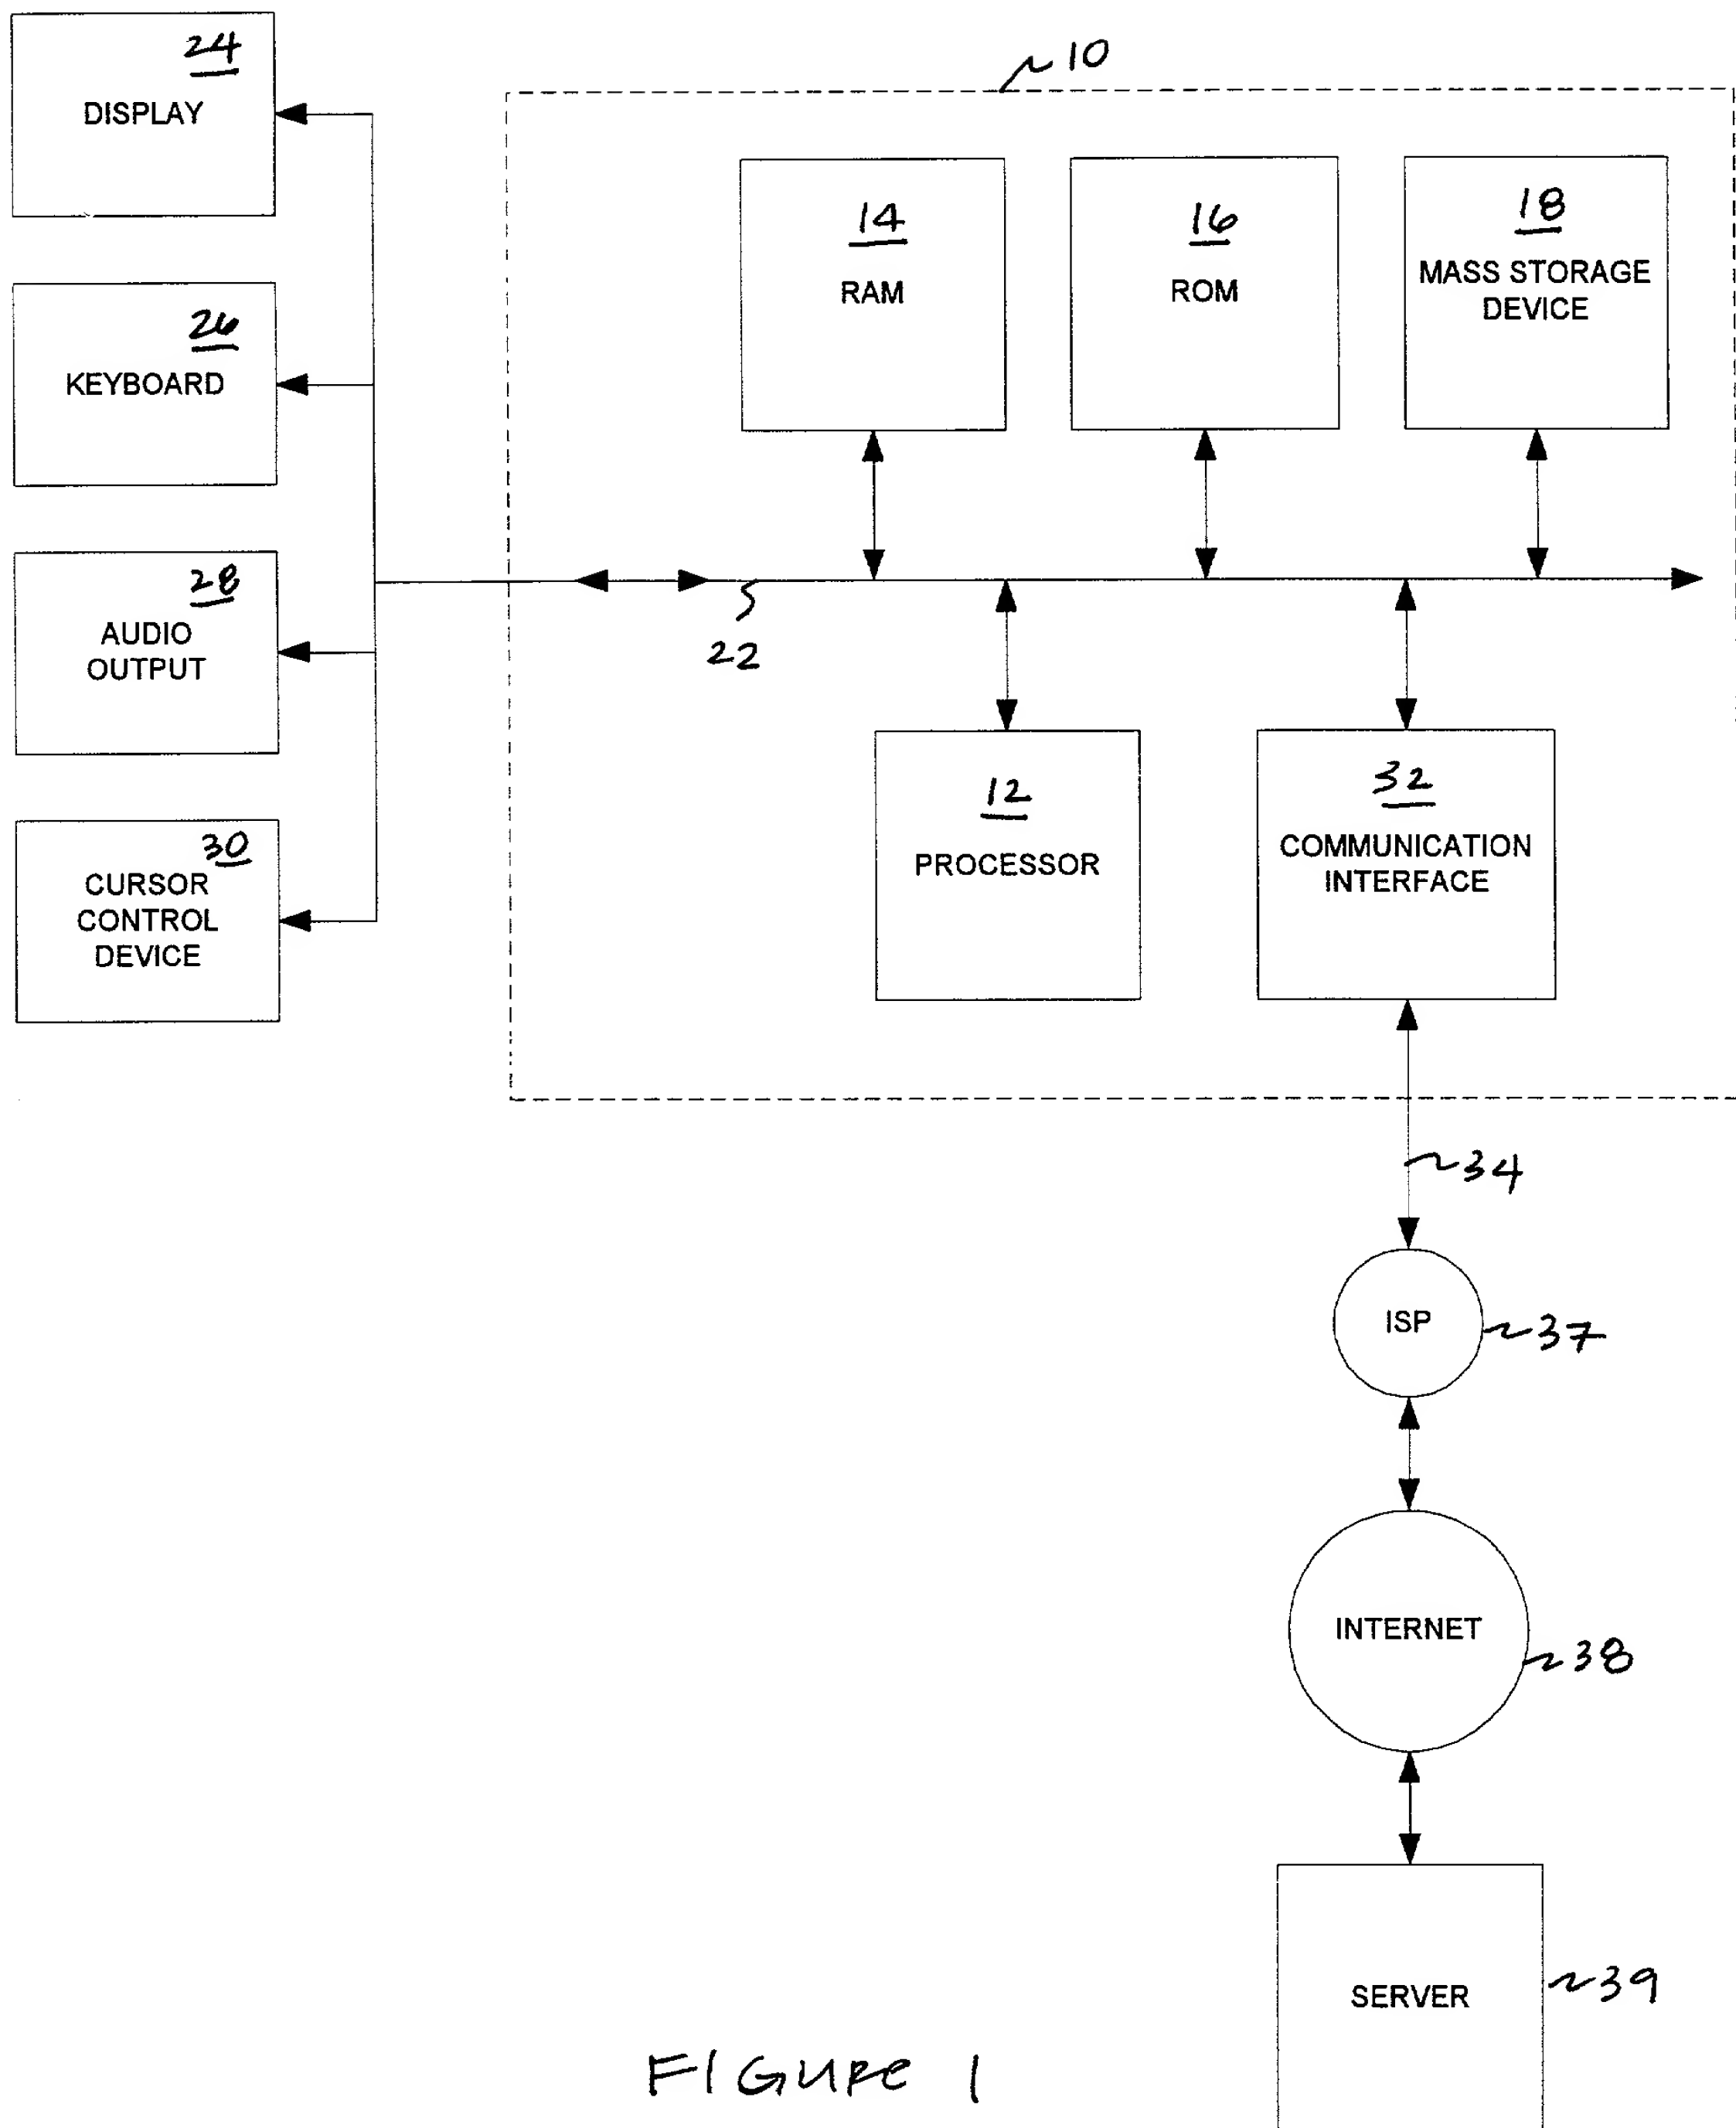 10
24
DISPLAY
14
RAM
16
ROM
18
MASS STORAGE
DEVICE
26
KEYBOARD
28
AUDIO
OUTPUT
22
30
CURSOR
CONTROL
DEVICE
12
PROCESSOR
32
COMMUNICATION
INTERFACE
34
ISP
37
INTERNET
38
SERVER
39
FIGURE 1